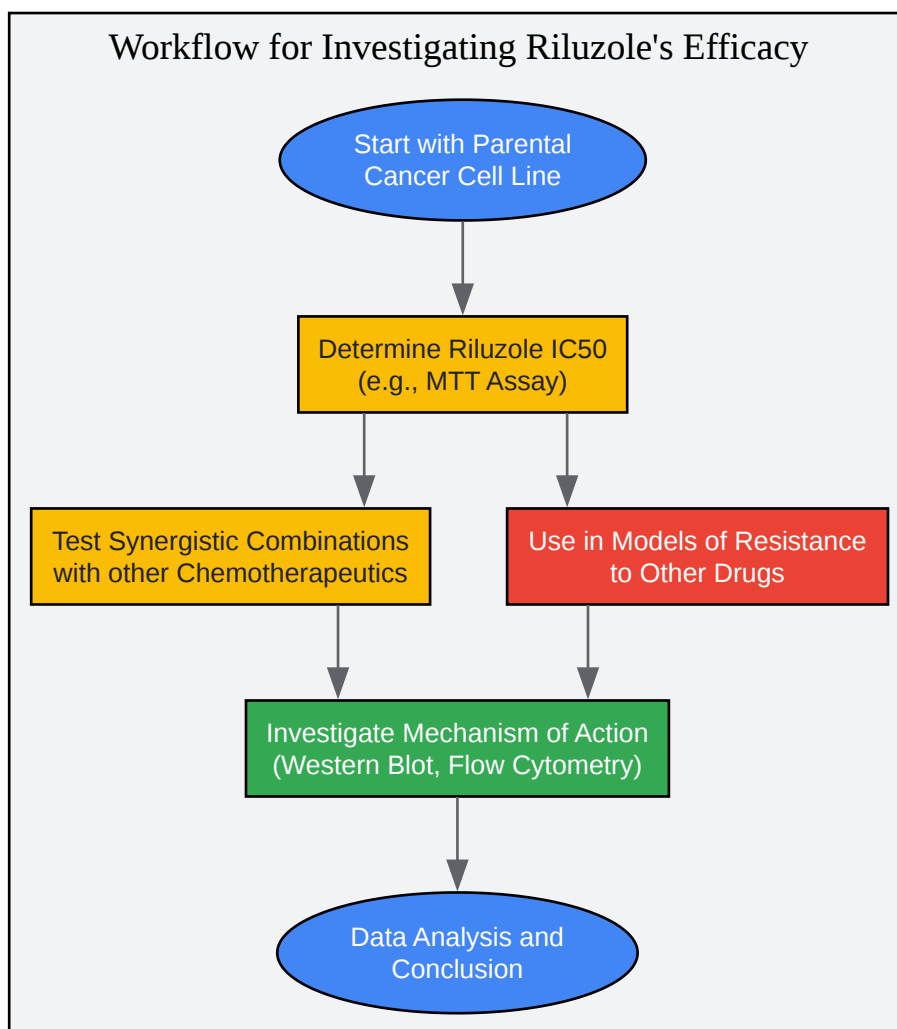 Workflow for Investigating Riluzole's Efficacy
Start with Parental
Cancer Cell Line
Determine Riluzole IC50
(e.g., MTT Assay)
Test Synergistic Combinations
with other Chemotherapeutics
Use in Models of Resistance
to Other Drugs
Investigate Mechanism of Action
(Western Blot, Flow Cytometry)
Data Analysis and
Conclusion